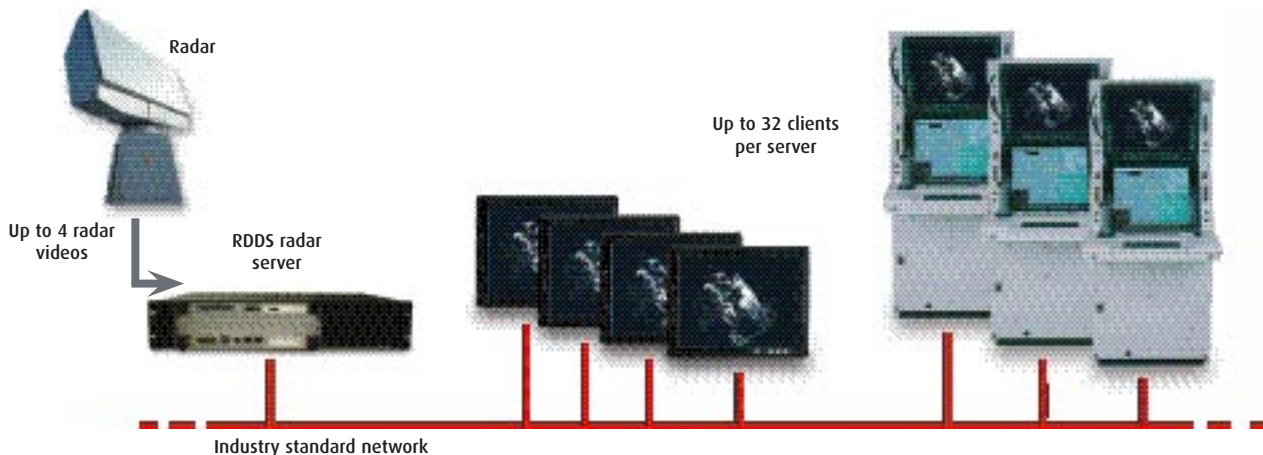 Radar
Up to 32 clients
per server
Up to 4 radar
videos
RDDS radar
server
Industry standard network